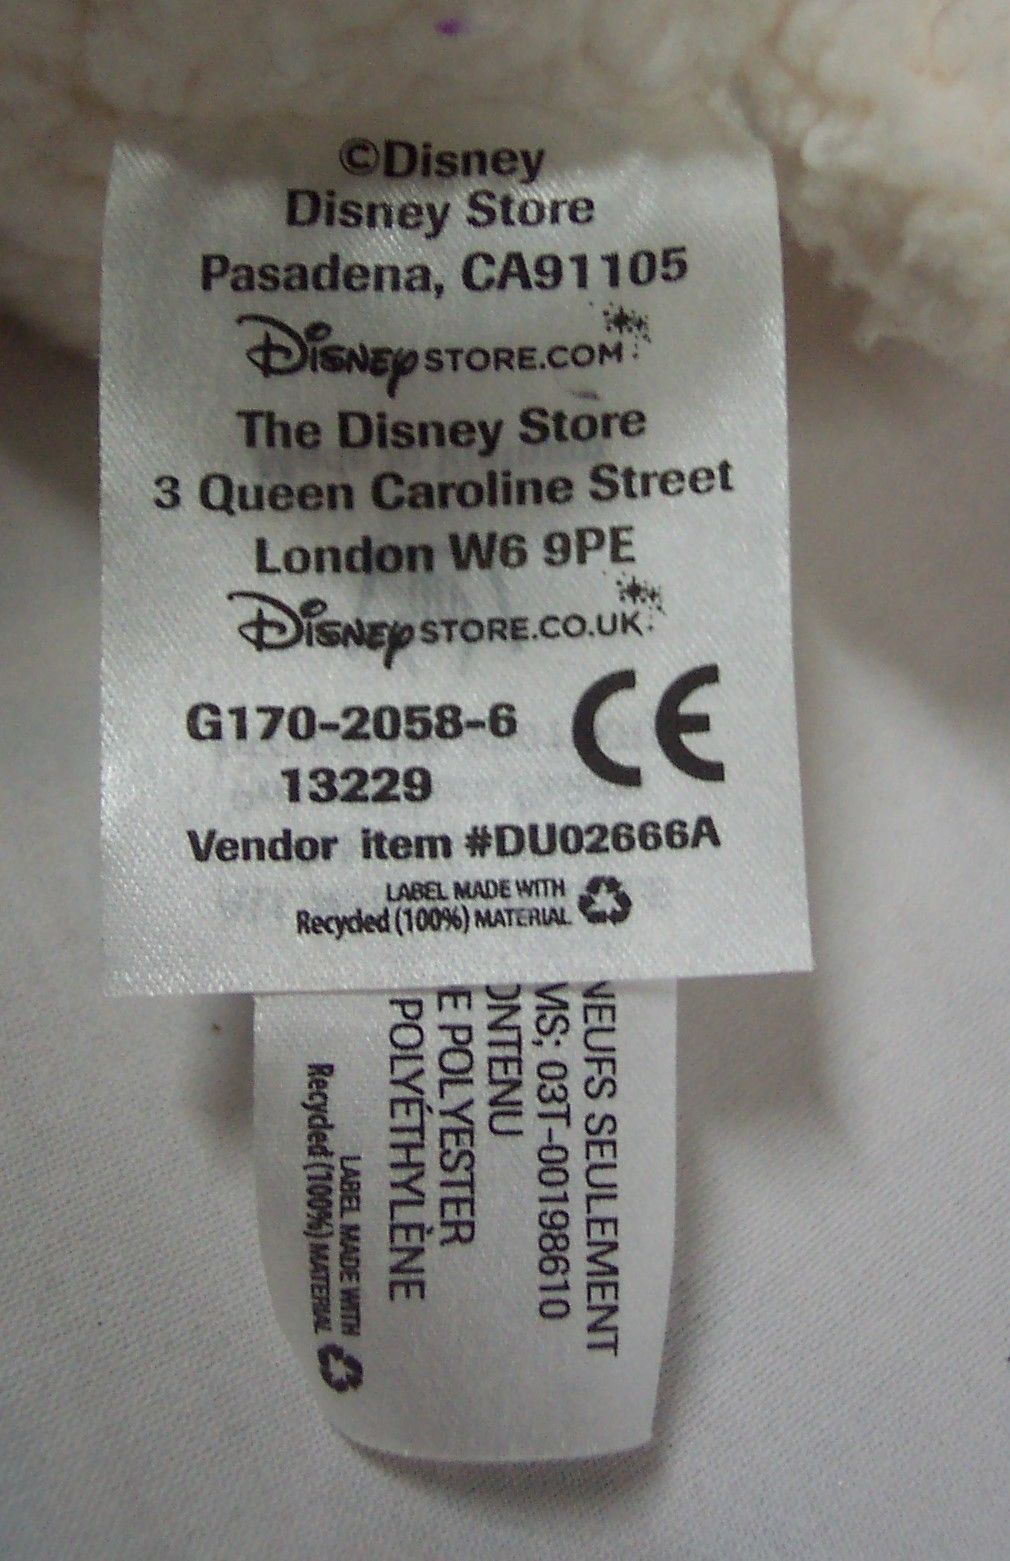 ©Disney
Disney Store
Pasadena, CA91105
DISNEY STORE.COM
The Disney Store
3 Queen Caroline Street
London W6 9PE
DISNEY STORE.CO.UK
G170-2058-6
13229
Vendor item #DU02666A
LABEL MADE WITH
Recycled (100%) MATERIAL
NEUFS SEULEMENT
MS; 03T-00198610
ONTENU
E POLYESTER
POLYÉTHYLÈNE
LABEL MADE WITH
Recycled (100%) MATERIAL